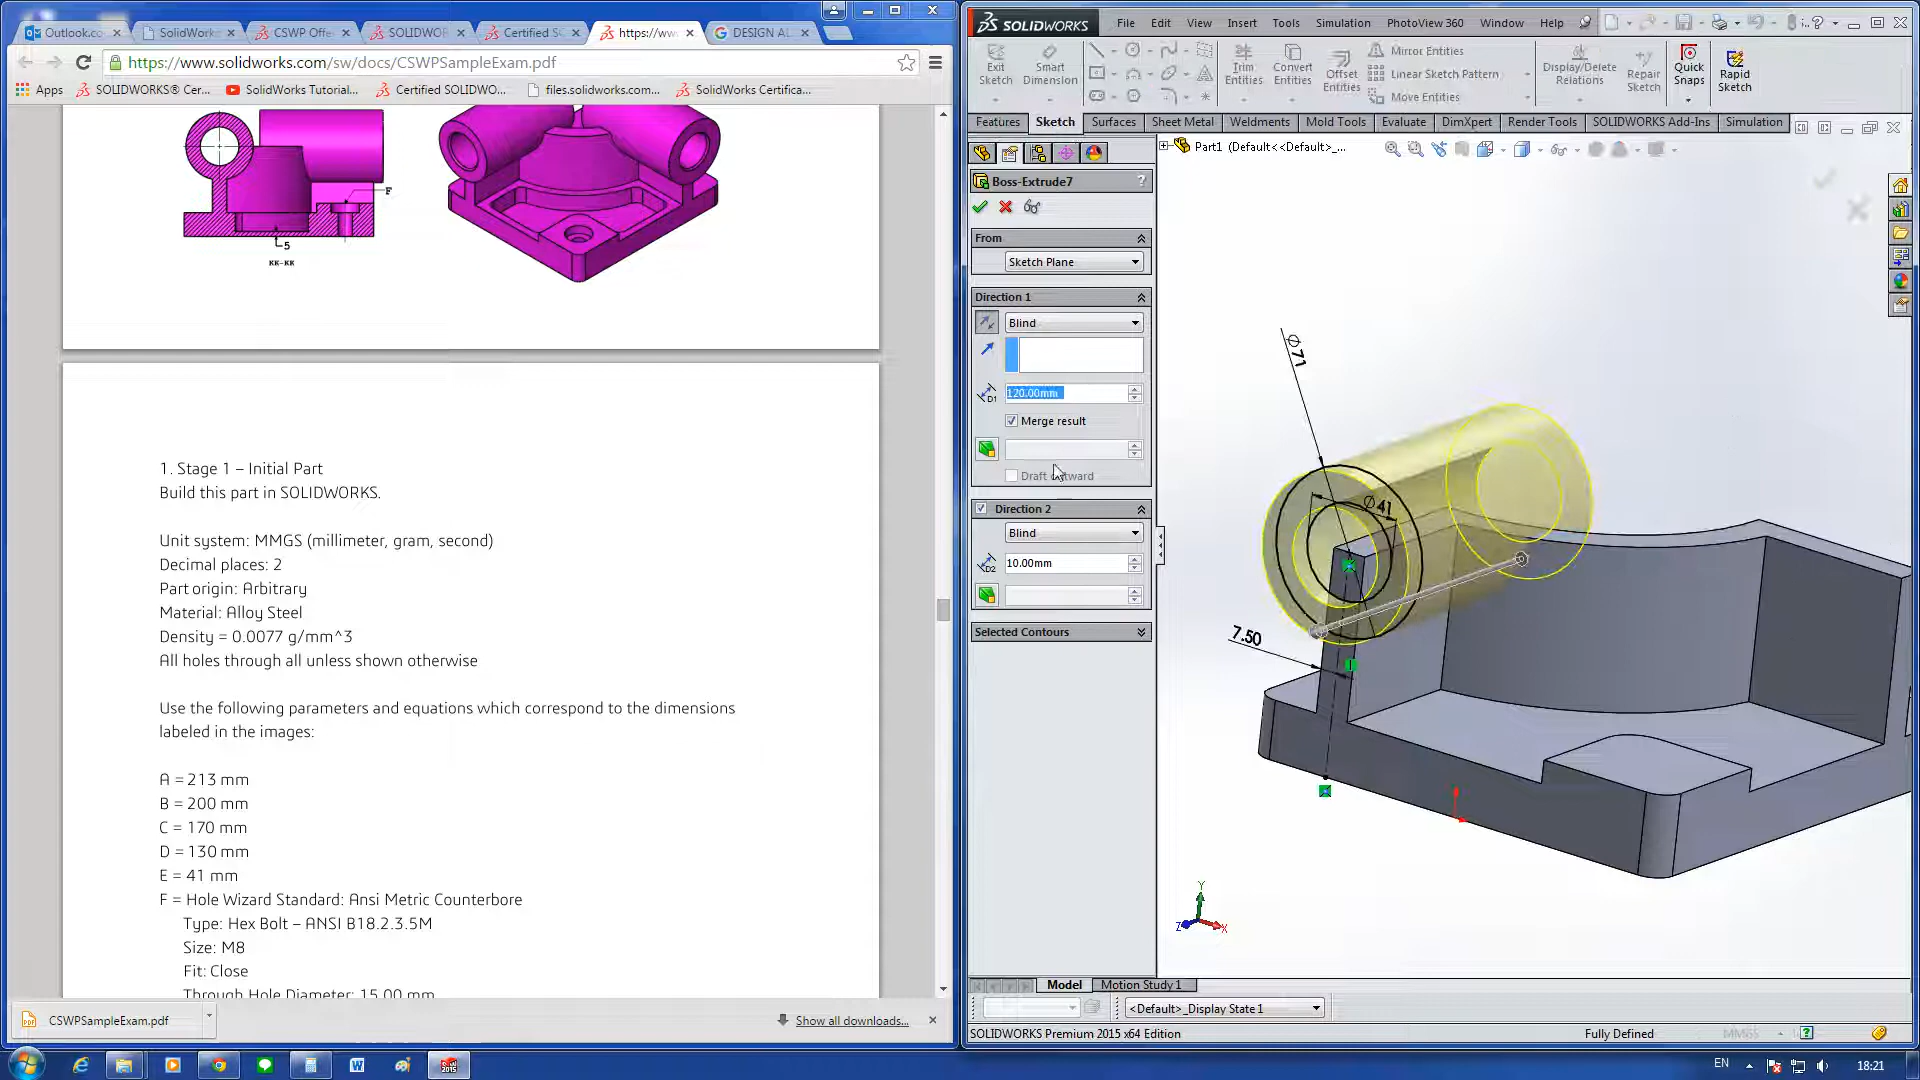 Outlook.co
SolidWork
CSWP Offe
SOLIDWOR
Certified SC
https://ww
DESIGN AL
https://www.solidworks.com/sw/docs/CSWPSampleExam.pdf
Apps
SOLIDWORKS® Cer...
SolidWorks Tutorial...
Certified SOLIDWO...
files.solidworks.com...
SolidWorks Certifica...
F
5
KK-KK
1. Stage 1 – Initial Part
Build this part in SOLIDWORKS.
Unit system: MMGS (millimeter, gram, second)
Decimal places: 2
Part origin: Arbitrary
Material: Alloy Steel
Density = 0.0077 g/mm^3
All holes through all unless shown otherwise
Use the following parameters and equations which correspond to the dimensions
labeled in the images:
A = 213 mm
B = 200 mm
C = 170 mm
D = 130 mm
E = 41 mm
F = Hole Wizard Standard: Ansi Metric Counterbore
Type: Hex Bolt – ANSI B18.2.3.5M
Size: M8
Fit: Close
Through Hole Diameter: 15.00 mm
CSWPSampleExam.pdf
Show all downloads...
SOLIDWORKS
File
Edit
View
Insert
Tools
Simulation
PhotoView 360
Window
Help
Exit Sketch
Smart Dimension
Trim Entities
Convert Entities
Offset Entities
Mirror Entities
Linear Sketch Pattern
Move Entities
Display/Delete Relations
Repair Sketch
Quick Snaps
Rapid Sketch
Features
Sketch
Surfaces
Sheet Metal
Weldments
Mold Tools
Evaluate
DimXpert
Render Tools
SOLIDWORKS Add-Ins
Simulation
Part1 (Default<<Default>_...
Boss-Extrude7
?
From
Sketch Plane
Direction 1
Blind
D1
120.00mm
Merge result
Draft outward
Direction 2
Blind
D2
10.00mm
Selected Contours
Ø71
Ø41
7.50
Y
Z
X
Model
Motion Study 1
<Default>_Display State 1
SOLIDWORKS Premium 2015 x64 Edition
Fully Defined
MMGS
2015
EN
18:21